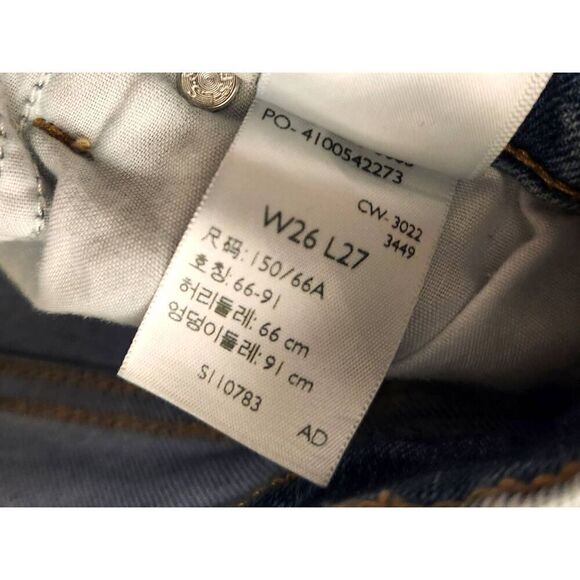 PO- 4100542273
CW-3022
3449
W26 L27
尺码: 150/66A
호칭: 66-91
허리둘레: 66 cm
엉덩이둘레: 91 cm
S110783
AD